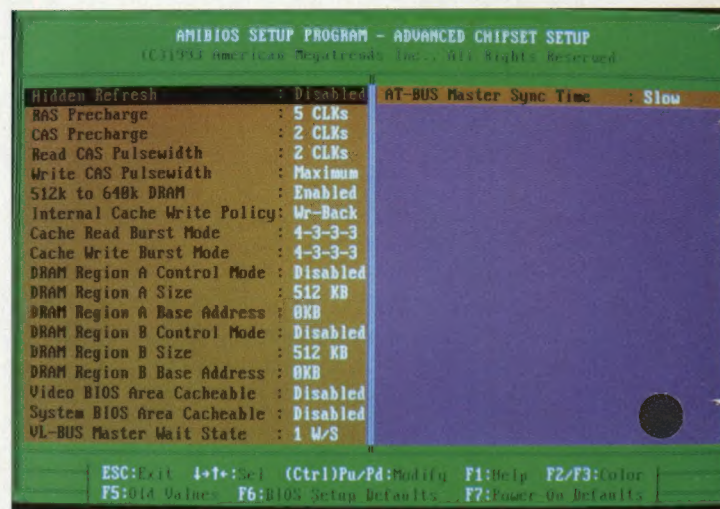 AMIBIOS SETUP PROGRAM - ADVANCED CHIPSET SETUP
(C)1993 American Megatrends Inc., All Rights Reserved
Hidden Refresh : Disabled
RAS Precharge : 5 CLKs
CAS Precharge : 2 CLKs
Read CAS Pulsewidth : 2 CLKs
Write CAS Pulsewidth : Maximum
512k to 640k DRAM : Enabled
Internal Cache Write Policy: Wr-Back
Cache Read Burst Mode : 4-3-3-3
Cache Write Burst Mode : 4-3-3-3
DRAM Region A Control Mode : Disabled
DRAM Region A Size : 512 KB
DRAM Region A Base Address : 0KB
DRAM Region B Control Mode : Disabled
DRAM Region B Size : 512 KB
DRAM Region B Base Address : 0KB
Video BIOS Area Cacheable : Disabled
System BIOS Area Cacheable : Disabled
VL-BUS Master Wait State : 1 W/S
AT-BUS Master Sync Time : Slow
ESC:Exit ↓→↑←:Sel (Ctrl)Pu/Pd:Modify F1:Help F2/F3:Color
F5:Old Values F6:BIOS Setup Defaults F7:Power On Defaults